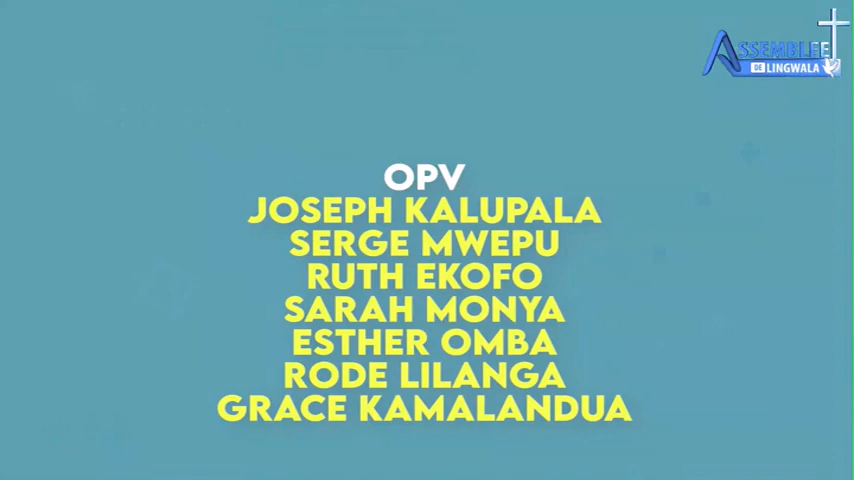 ASSEMBLEE
DE LINGWALA
OPV
JOSEPH KALUPALA
SERGE MWEPU
RUTH EKOFO
SARAH MONYA
ESTHER OMBA
RODE LILANGA
GRACE KAMALANDUA